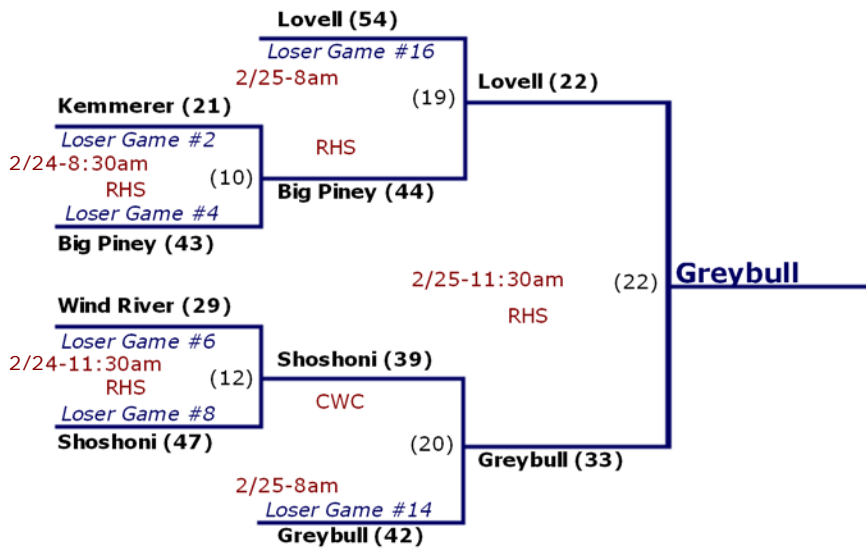 Lovell (54)
Loser Game #16
2/25-8am
(19)
Lovell (22)
Kemmerer (21)
Loser Game #2
2/24-8:30am
RHS
(10)
Loser Game #4
Big Piney (43)
RHS
Big Piney (44)
2/25-11:30am
(22)
RHS
Greybull
Wind River (29)
Loser Game #6
2/24-11:30am
RHS
(12)
Loser Game #8
Shoshoni (47)
Shoshoni (39)
CWC
(20)
Greybull (33)
2/25-8am
Loser Game #14
Greybull (42)